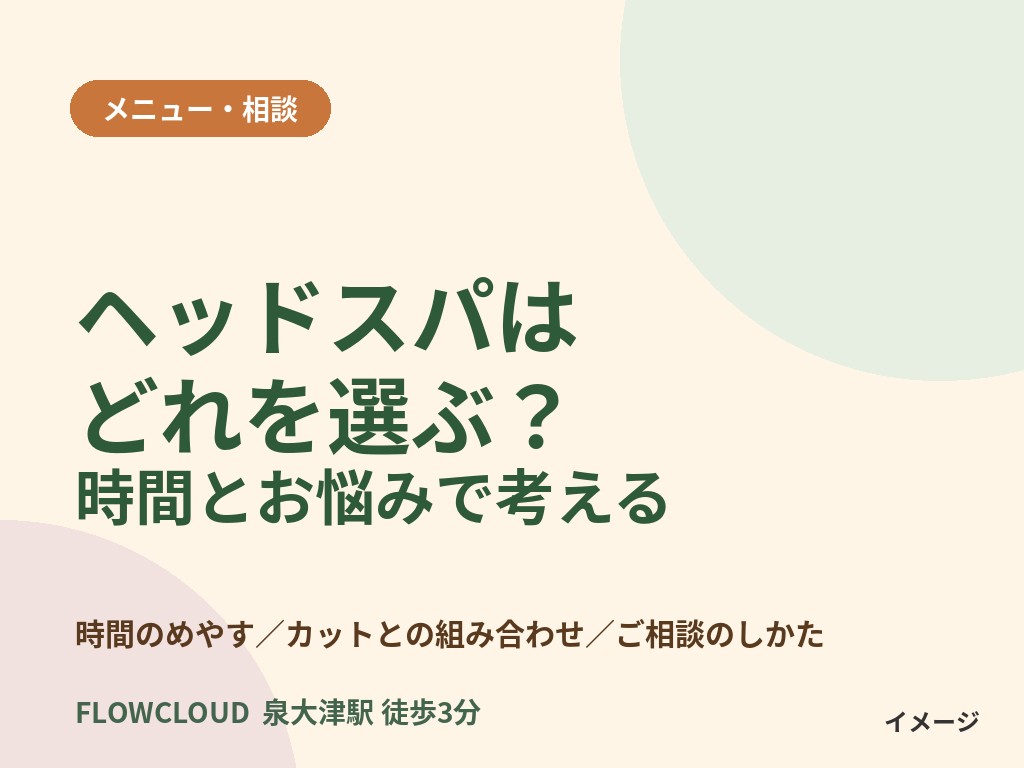 メニュー・相談
ヘッドスパは
どれを選ぶ？
時間とお悩みで考える
時間のめやす／カットとの組み合わせ／ご相談のしかた
FLOWCLOUD 泉大津駅 徒歩3分
イメージ